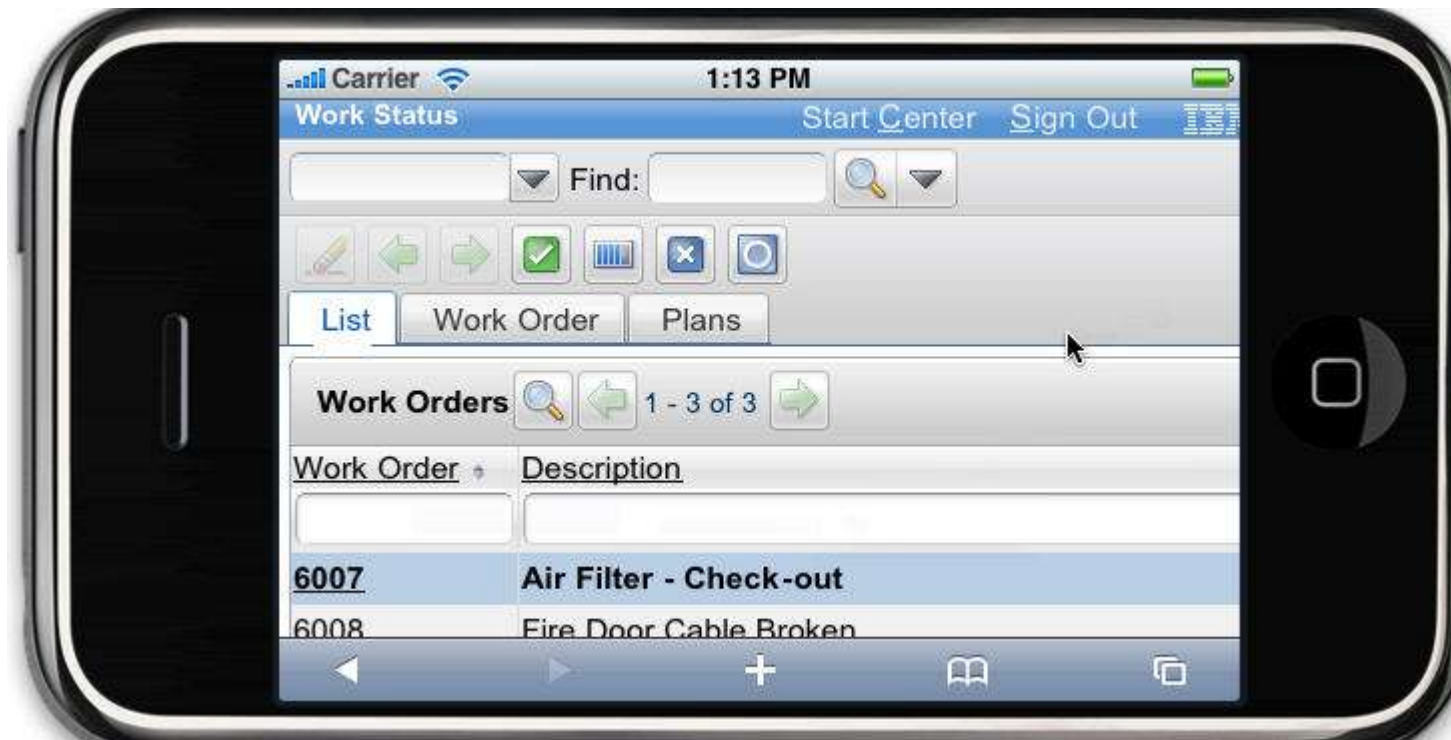 Carrier 1:13 PM
Work Status Start Center Sign Out IBM
Find:
List Work Order Plans
Work Orders 1 - 3 of 3
Work Order Description
6007 Air Filter - Check-out
6008 Fire Door Cable Broken